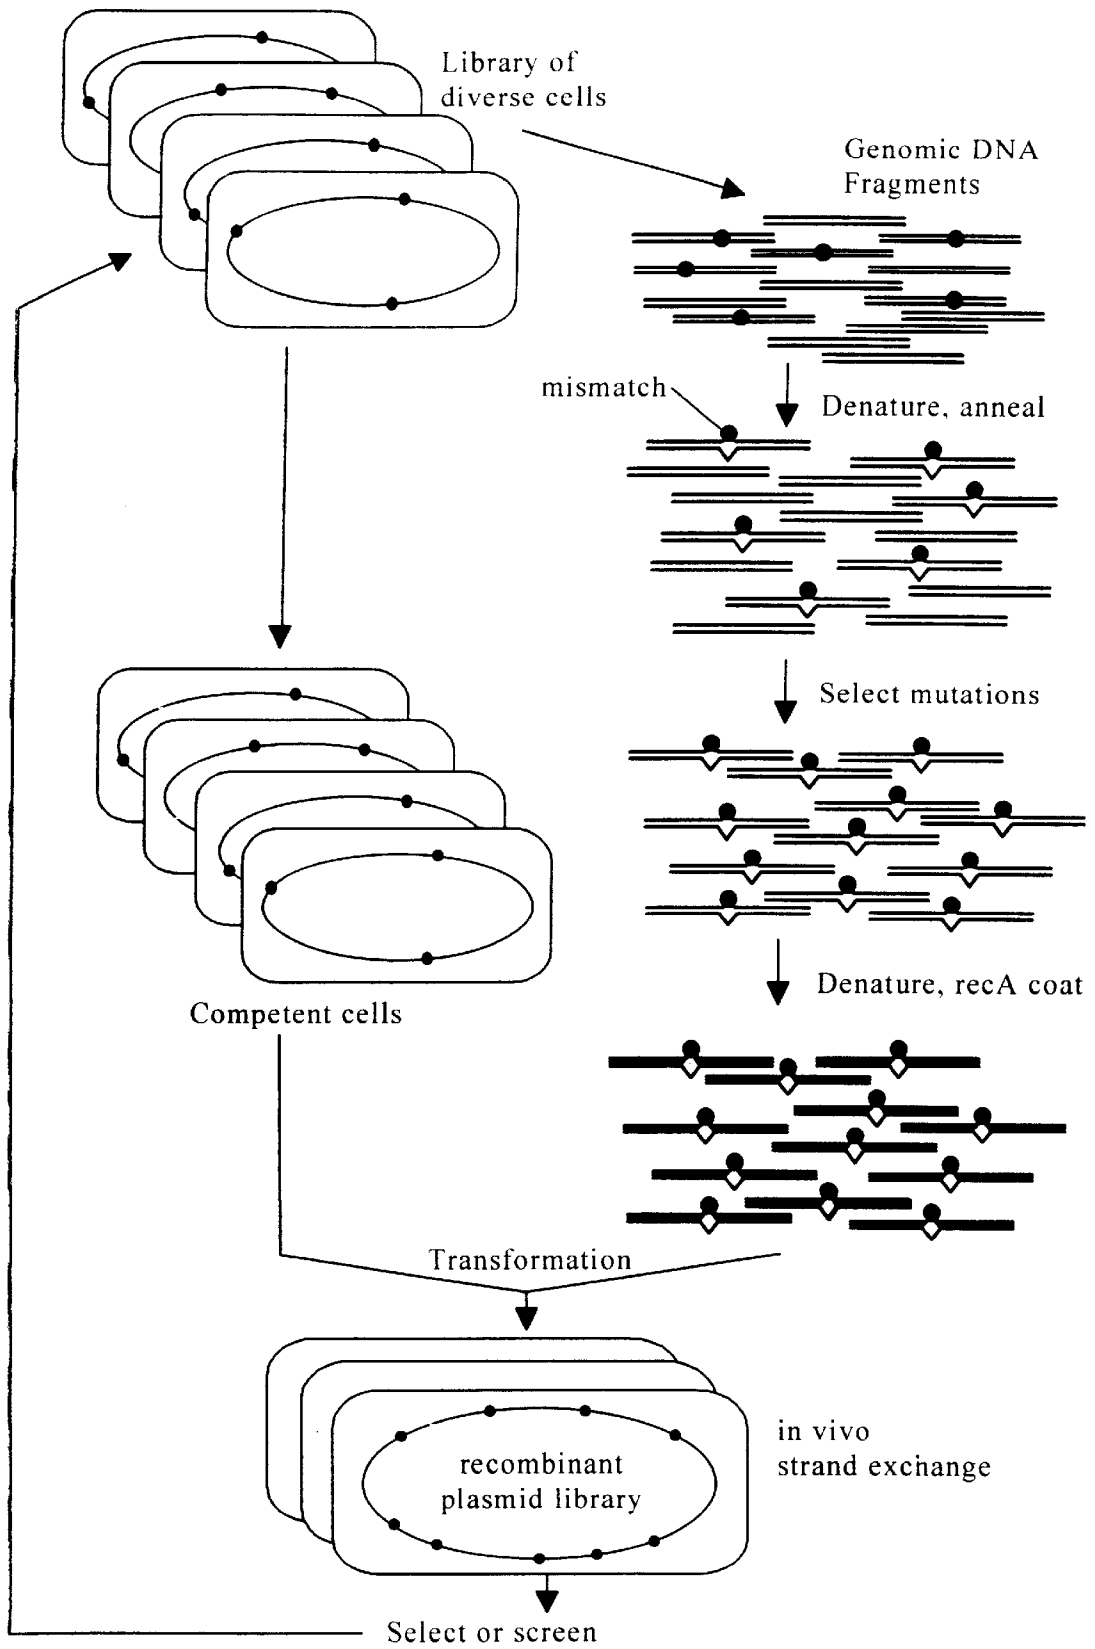 Library of
diverse cells
Genomic DNA
Fragments
mismatch
Denature, anneal
Select mutations
Denature, recA coat
Competent cells
Transformation
in vivo
strand exchange
recombinant
plasmid library
Select or screen